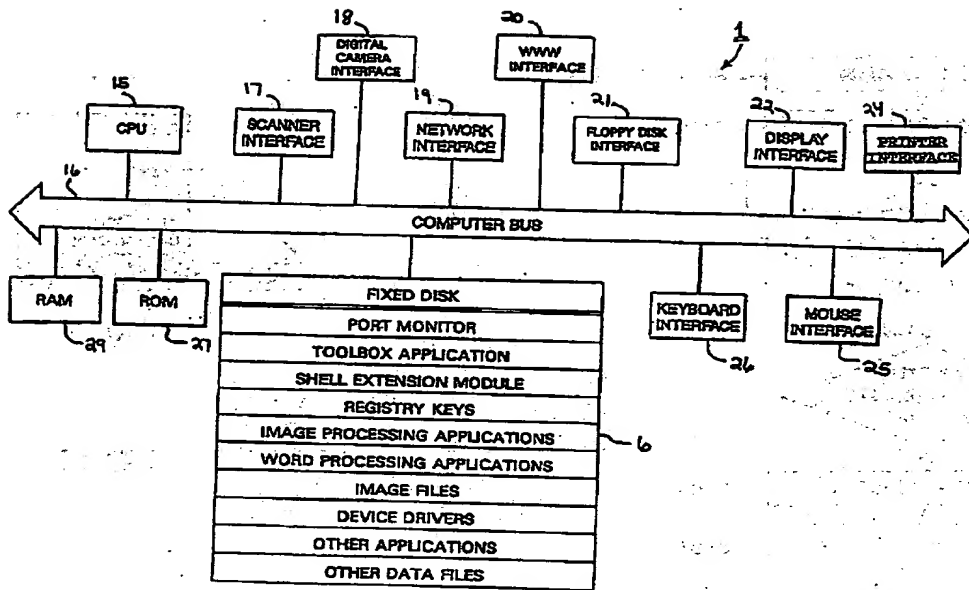 18
20
1
DIGITAL
CAMERA
INTERFACE
WWW
INTERFACE
15
17
19
21
22
24
CPU
SCANNER
INTERFACE
NETWORK
INTERFACE
FLOPPY DISK
INTERFACE
DISPLAY
INTERFACE
PRINTER
INTERFACE
16
COMPUTER BUS
RAM
ROM
29
27
KEYBOARD
INTERFACE
MOUSE
INTERFACE
26
25
FIXED DISK
PORT MONITOR
TOOLBOX APPLICATION
SHELL EXTENSION MODULE
REGISTRY KEYS
IMAGE PROCESSING APPLICATIONS
6
WORD PROCESSING APPLICATIONS
IMAGE FILES
DEVICE DRIVERS
OTHER APPLICATIONS
OTHER DATA FILES